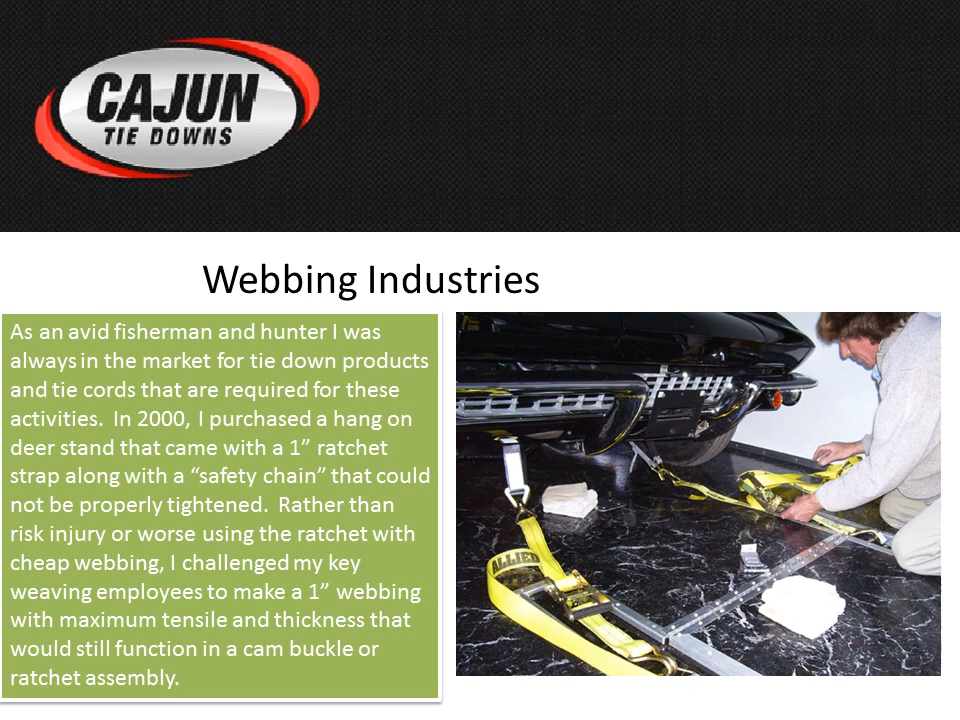 CAJUN
TIE DOWNS
Webbing Industries
As an avid fisherman and hunter I was
always in the market for tie down products
and tie cords that are required for these
activities.  In 2000, I purchased a hang on
deer stand that came with a 1” ratchet
strap along with a “safety chain” that could
not be properly tightened.  Rather than
risk injury or worse using the ratchet with
cheap webbing, I challenged my key
weaving employees to make a 1” webbing
with maximum tensile and thickness that
would still function in a cam buckle or
ratchet assembly.
ALLIED